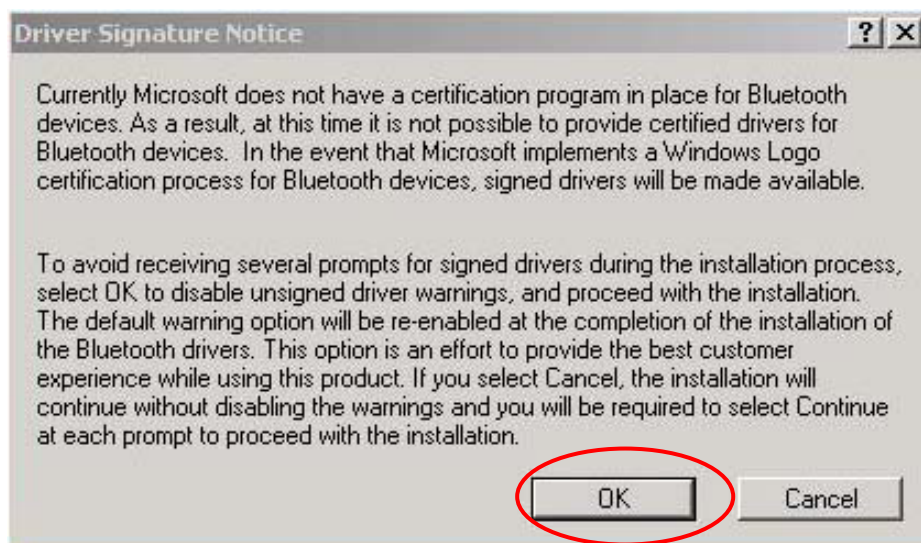 Driver Signature Notice
Currently Microsoft does not have a certification program in place for Bluetooth
devices. As a result, at this time it is not possible to provide certified drivers for
Bluetooth devices.  In the event that Microsoft implements a Windows Logo
certification process for Bluetooth devices, signed drivers will be made available.
To avoid receiving several prompts for signed drivers during the installation process,
select OK to disable unsigned driver warnings, and proceed with the installation.
The default warning option will be re-enabled at the completion of the installation of
the Bluetooth drivers. This option is an effort to provide the best customer
experience while using this product. If you select Cancel, the installation will
continue without disabling the warnings and you will be required to select Continue
at each prompt to proceed with the installation.
OK Cancel